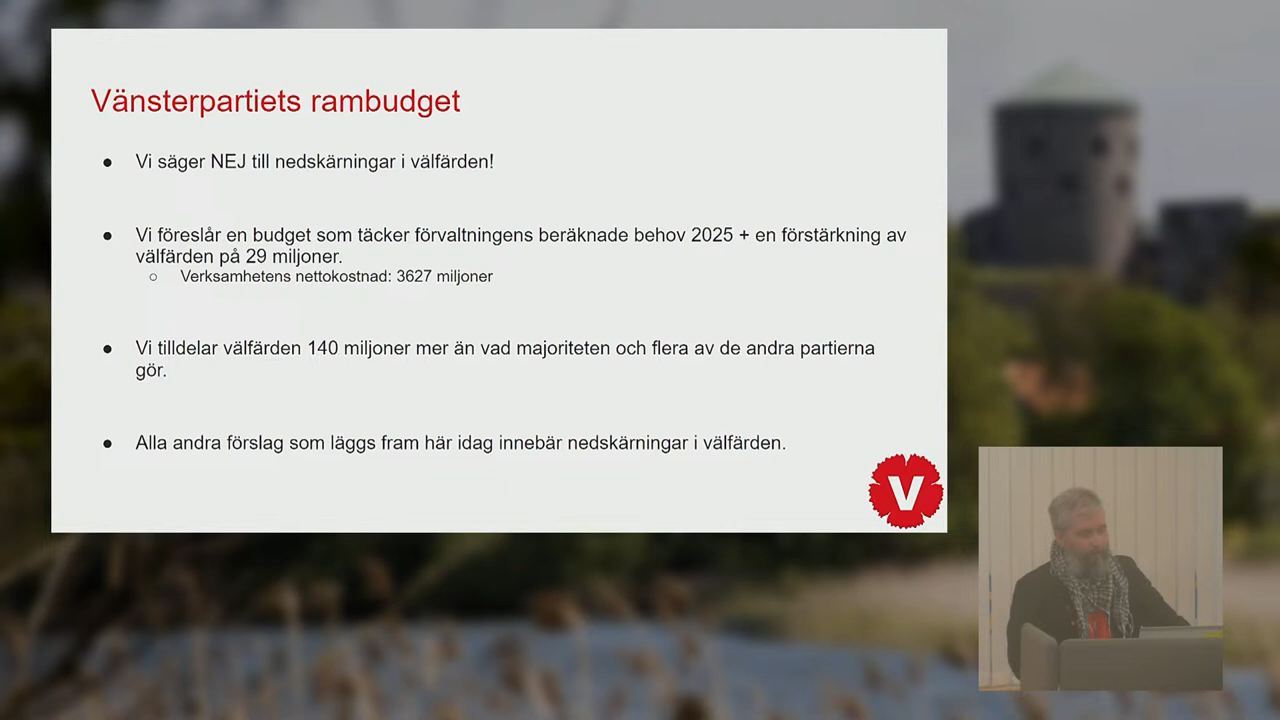 Vänsterpartiets rambudget
● Vi säger NEJ till nedskärningar i välfärden!
● Vi föreslår en budget som täcker förvaltningens beräknade behov 2025 + en förstärkning av
välfärden på 29 miljoner.
○ Verksamhetens nettokostnad: 3627 miljoner
● Vi tilldelar välfärden 140 miljoner mer än vad majoriteten och flera av de andra partierna
gör.
● Alla andra förslag som läggs fram här idag innebär nedskärningar i välfärden.
V